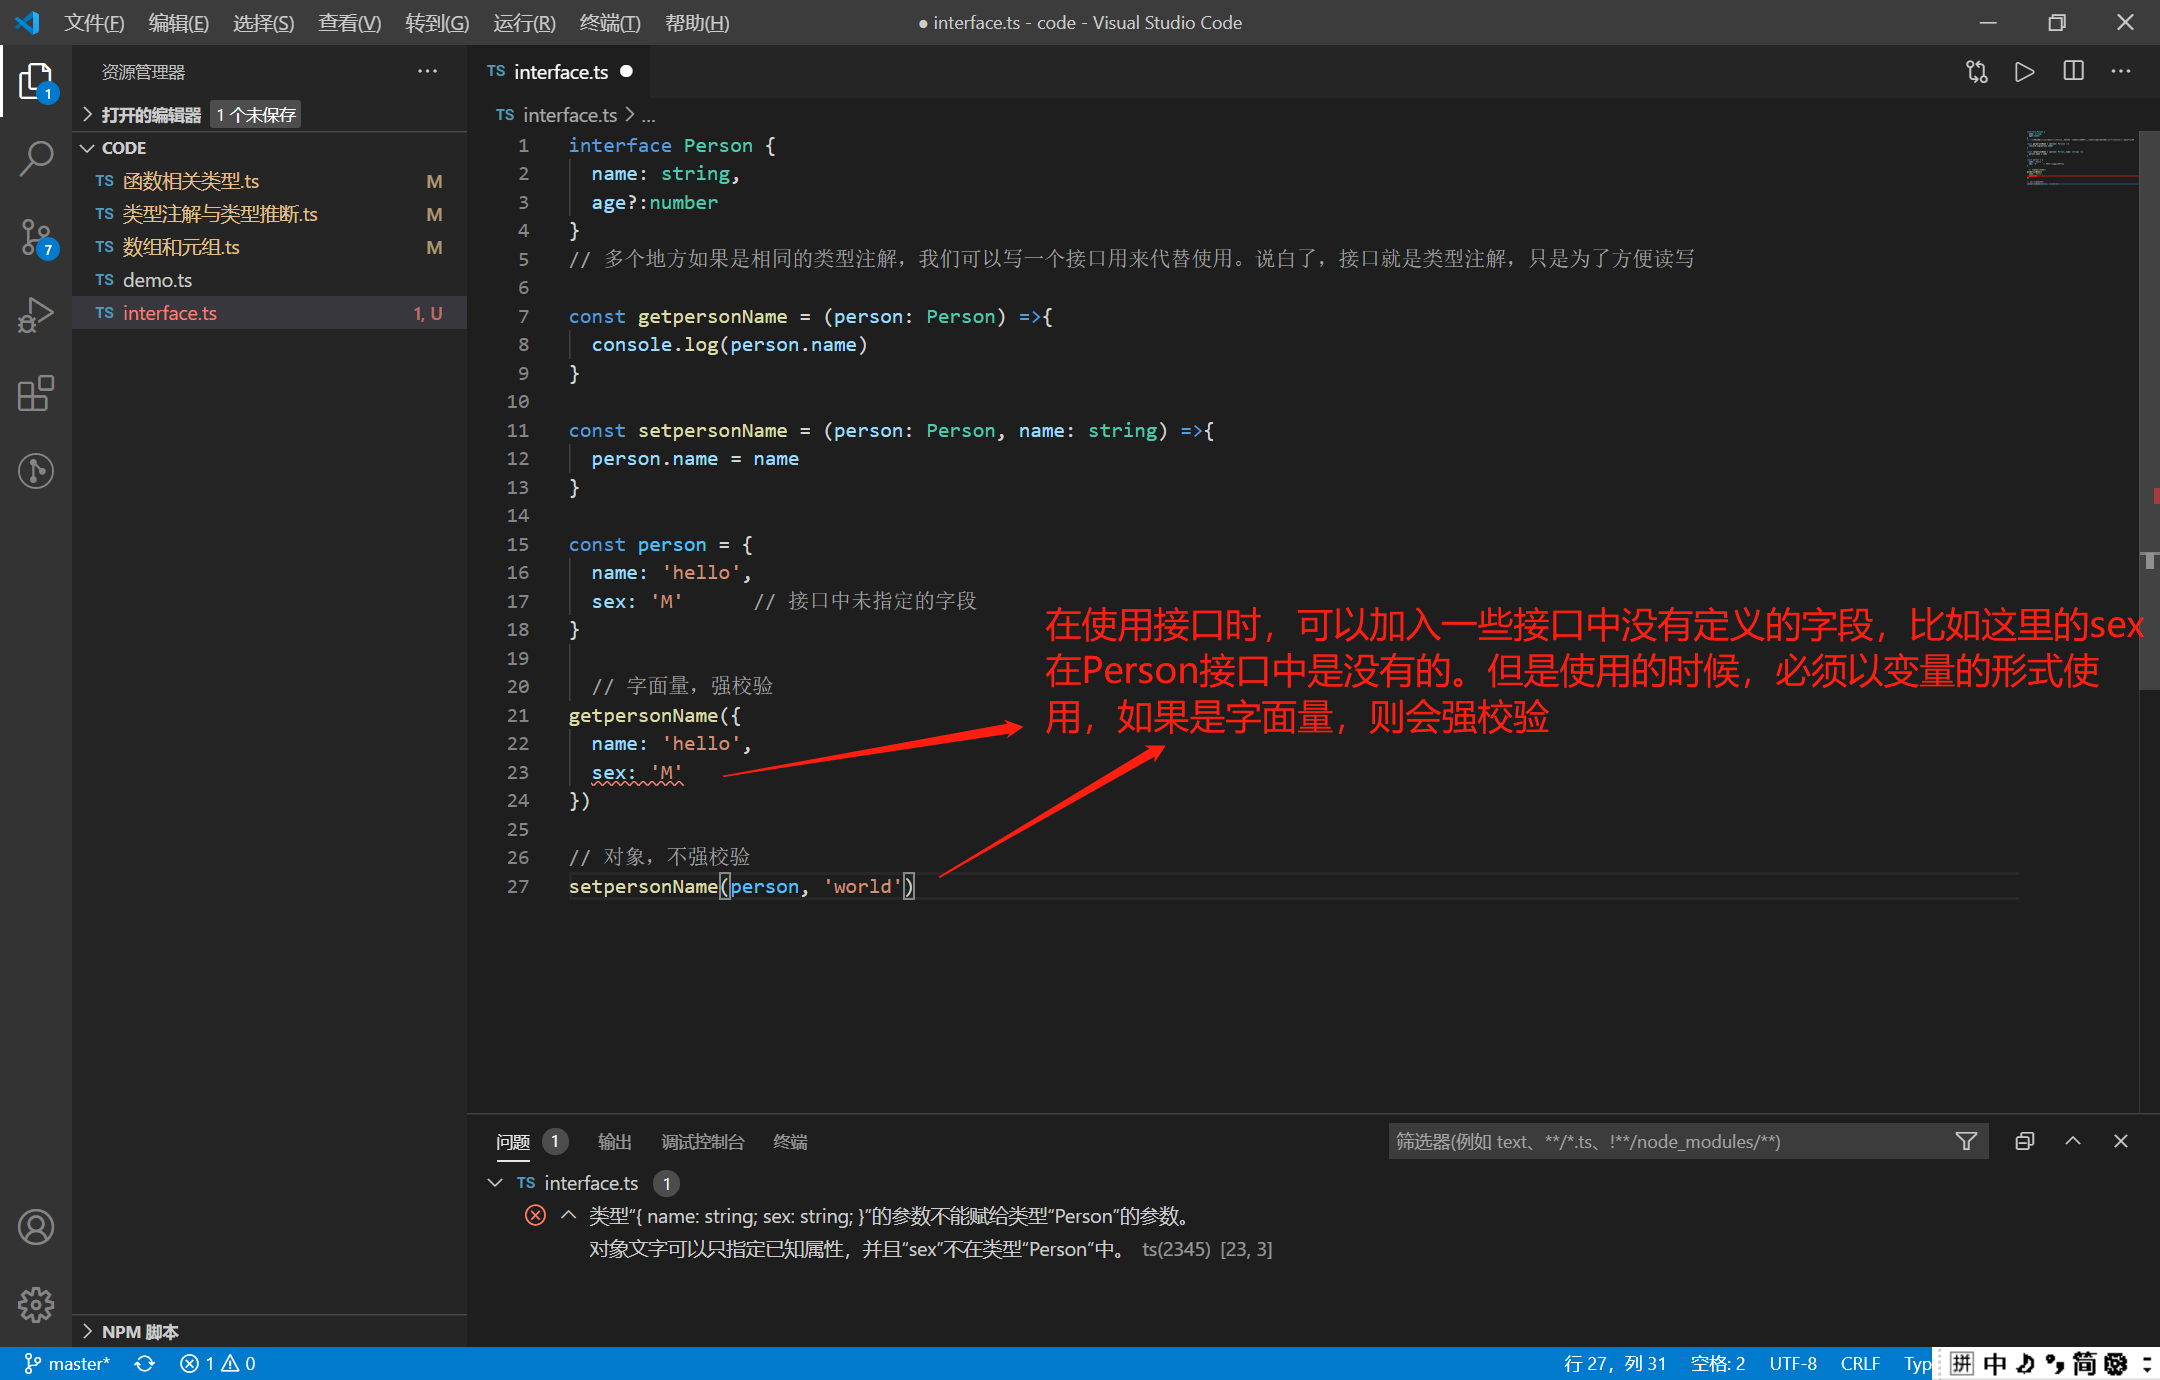 文件(F) 编辑(E) 选择(S) 查看(V) 转到(G) 运行(R) 终端(T) 帮助(H)
● interface.ts - code - Visual Studio Code
资源管理器
打开的编辑器 1 个未保存
CODE
TS 函数相关类型.ts M
TS 类型注解与类型推断.ts M
TS 数组和元组.ts M
TS demo.ts
TS interface.ts 1, U
NPM 脚本
1
7
TS interface.ts ●
TS interface.ts > ...
1 interface Person {
2 name: string,
3 age?:number
4 }
5 // 多个地方如果是相同的类型注解，我们可以写一个接口用来代替使用。说白了，接口就是类型注解，只是为了方便读写
6
7 const getpersonName = (person: Person) =>{
8 console.log(person.name)
9 }
10
11 const setpersonName = (person: Person, name: string) =>{
12 person.name = name
13 }
14
15 const person = {
16 name: 'hello',
17 sex: 'M' // 接口中未指定的字段
18 }
19
20 // 字面量，强校验
21 getpersonName({
22 name: 'hello',
23 sex: 'M'
24 })
25
26 // 对象，不强校验
27 setpersonName(person, 'world')
在使用接口时，可以加入一些接口中没有定义的字段，比如这里的sex
在Person接口中是没有的。但是使用的时候，必须以变量的形式使
用，如果是字面量，则会强校验
问题 1 输出 调试控制台 终端
筛选器(例如 text、**/*.ts、!**/node_modules/**)
TS interface.ts 1
类型“{ name: string; sex: string; }”的参数不能赋给类型“Person”的参数。
对象文字可以只指定已知属性，并且“sex”不在类型“Person”中。 ts(2345) [23, 3]
master* 1 0
行 27，列 31 空格: 2 UTF-8 CRLF Typ
拼 中 简